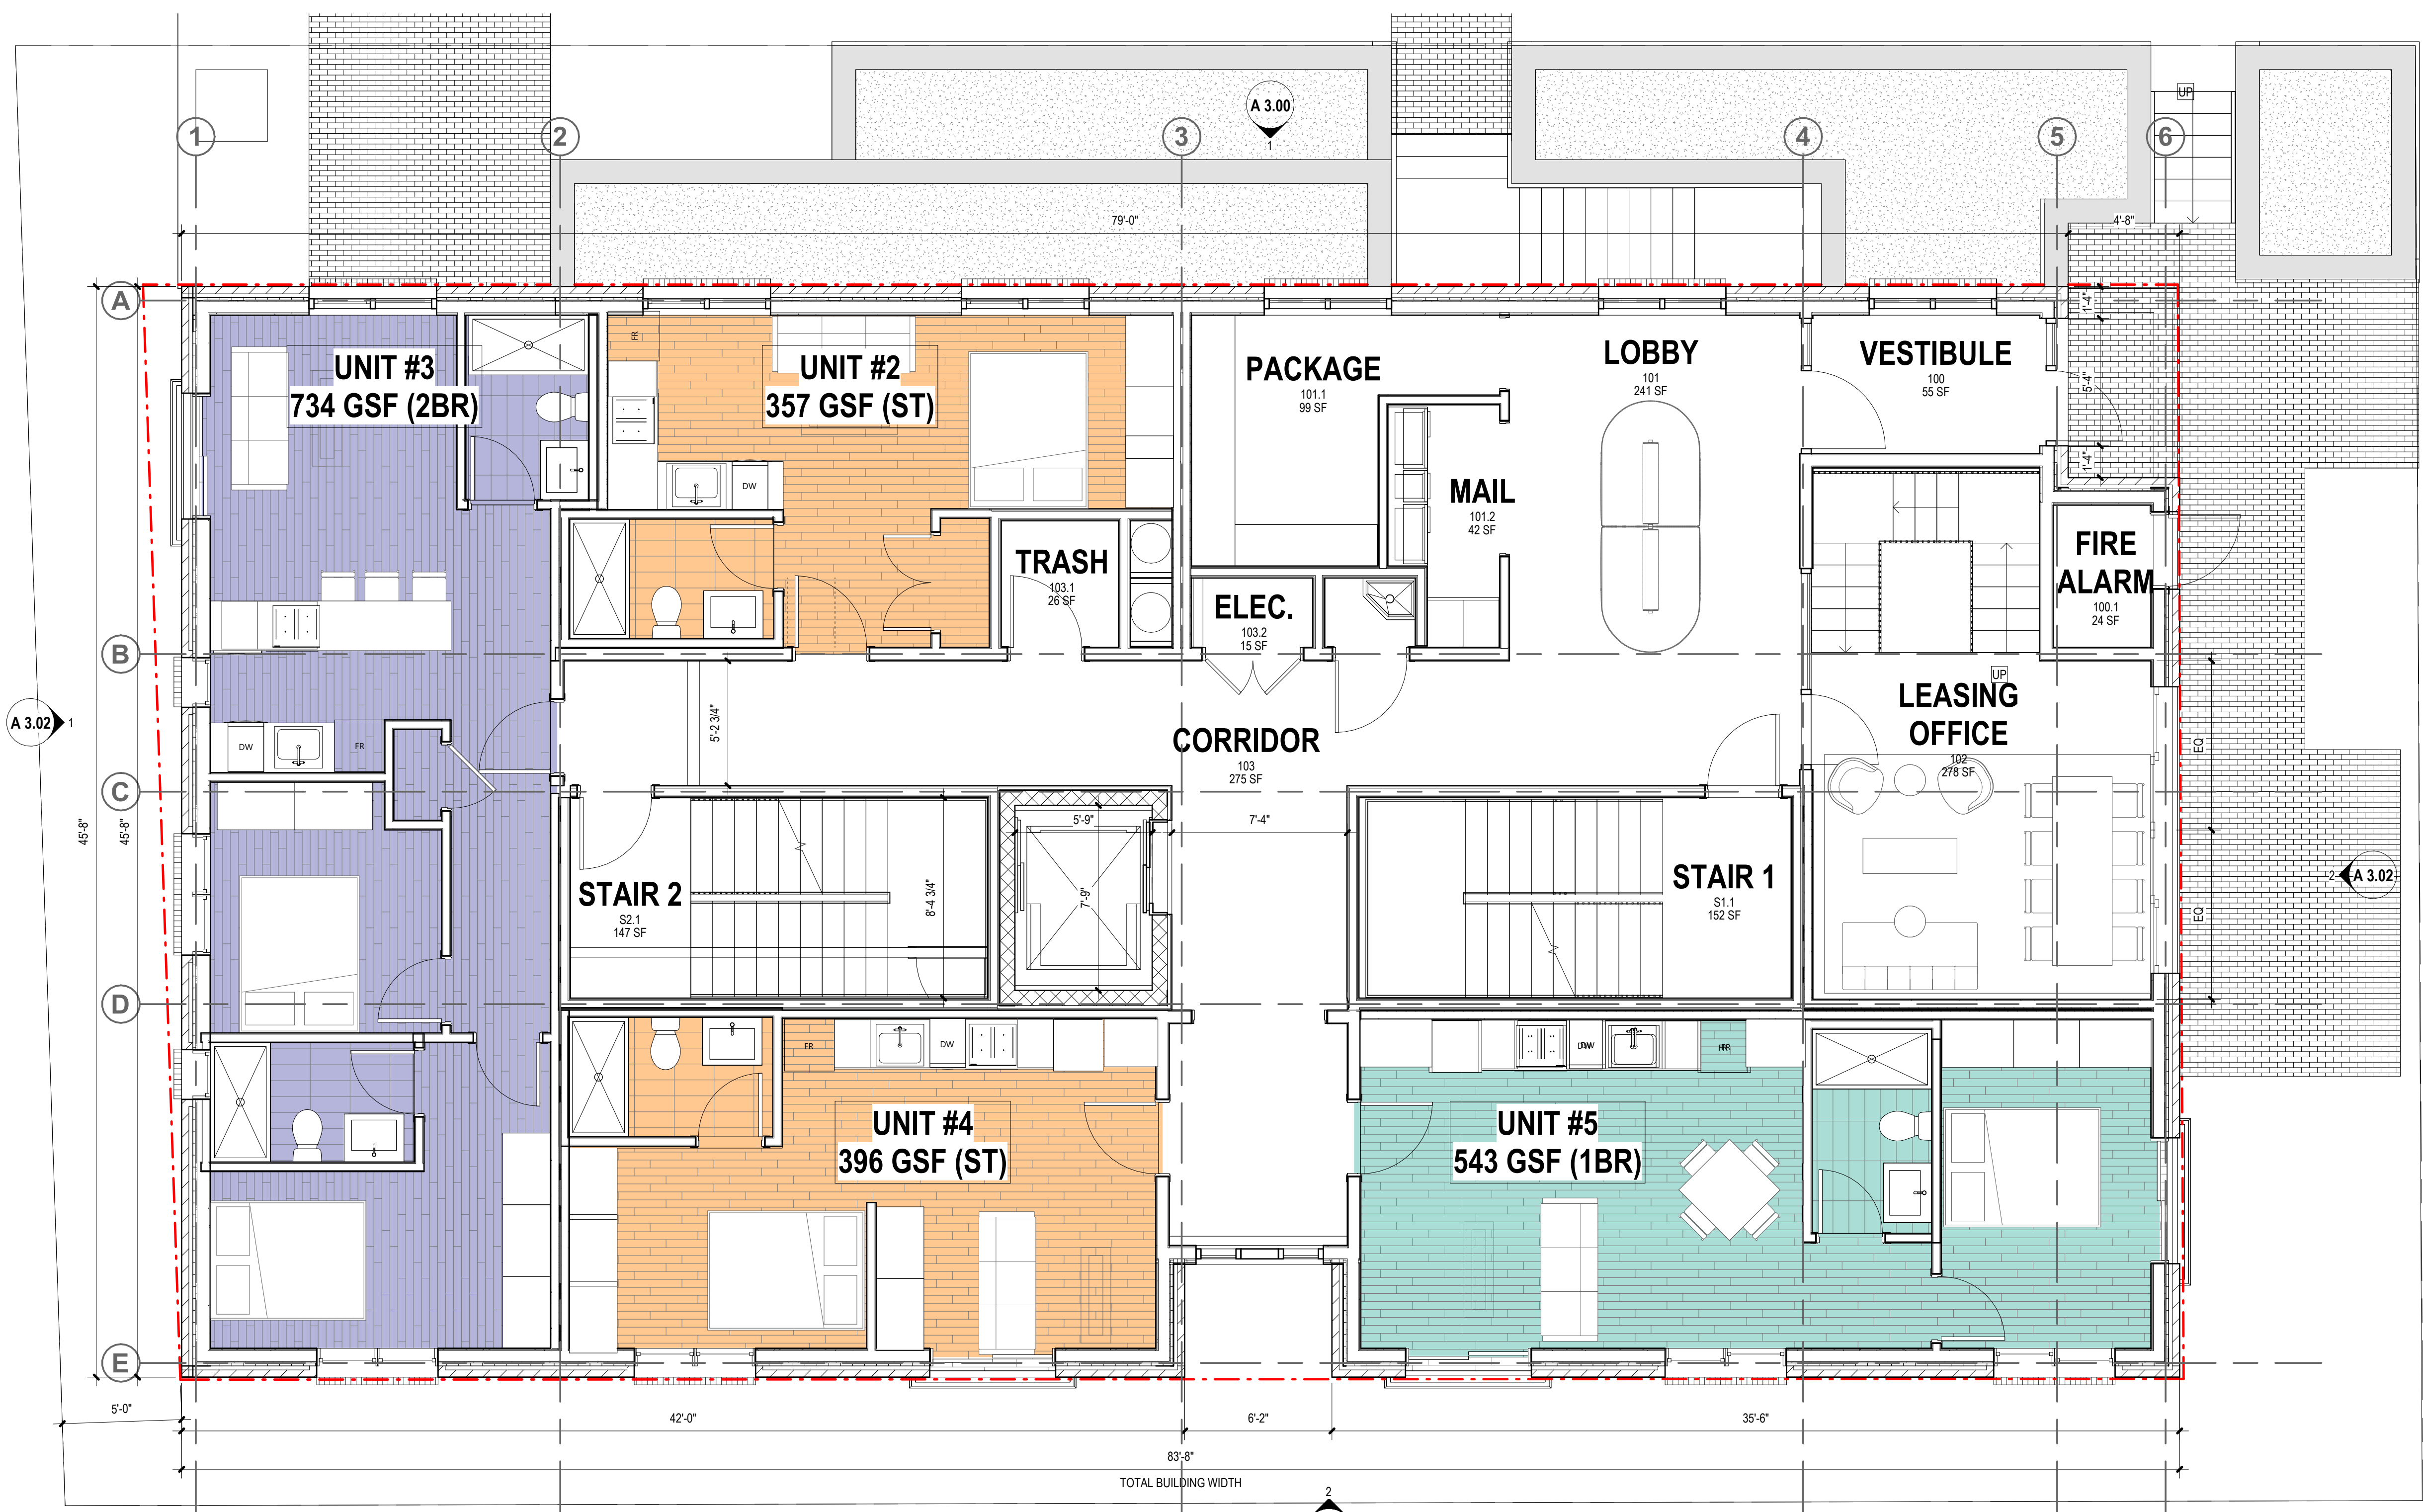 UP
A 3.00
1
1
2
3
4
5
6
79'-0"
4'-8"
A
1'-4"
5'-4"
1'-4"
UNIT #3
734 GSF (2BR)
FR
UNIT #2
357 GSF (ST)
DW
PACKAGE
101.1
99 SF
LOBBY
101
241 SF
VESTIBULE
100
55 SF
MAIL
101.2
42 SF
TRASH
103.1
26 SF
ELEC.
103.2
15 SF
FIRE
ALARM
100.1
24 SF
B
UP
LEASING
OFFICE
102
278 SF
A 3.02
1
DW
FR
5'-2 3/4"
CORRIDOR
103
275 SF
EQ
EQ
C
45'-8"
45'-8"
5'-9"
7'-4"
7'-9"
8'-4 3/4"
STAIR 2
S2.1
147 SF
STAIR 1
S1.1
152 SF
2
A 3.02
D
FR
DW
DW
FR
UNIT #4
396 GSF (ST)
UNIT #5
543 GSF (1BR)
E
5'-0"
42'-0"
6'-2"
35'-6"
83'-8"
TOTAL BUILDING WIDTH
2